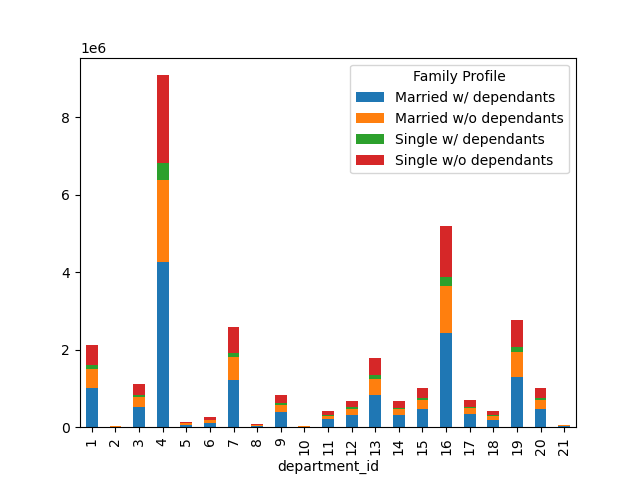 1e6
8
6
4
2
0
Family Profile
Married w/ dependants
Married w/o dependants
Single w/ dependants
Single w/o dependants
1 2 3 4 5 6 7 8 9 10 11 12 13 14 15 16 17 18 19 20 21
department_id